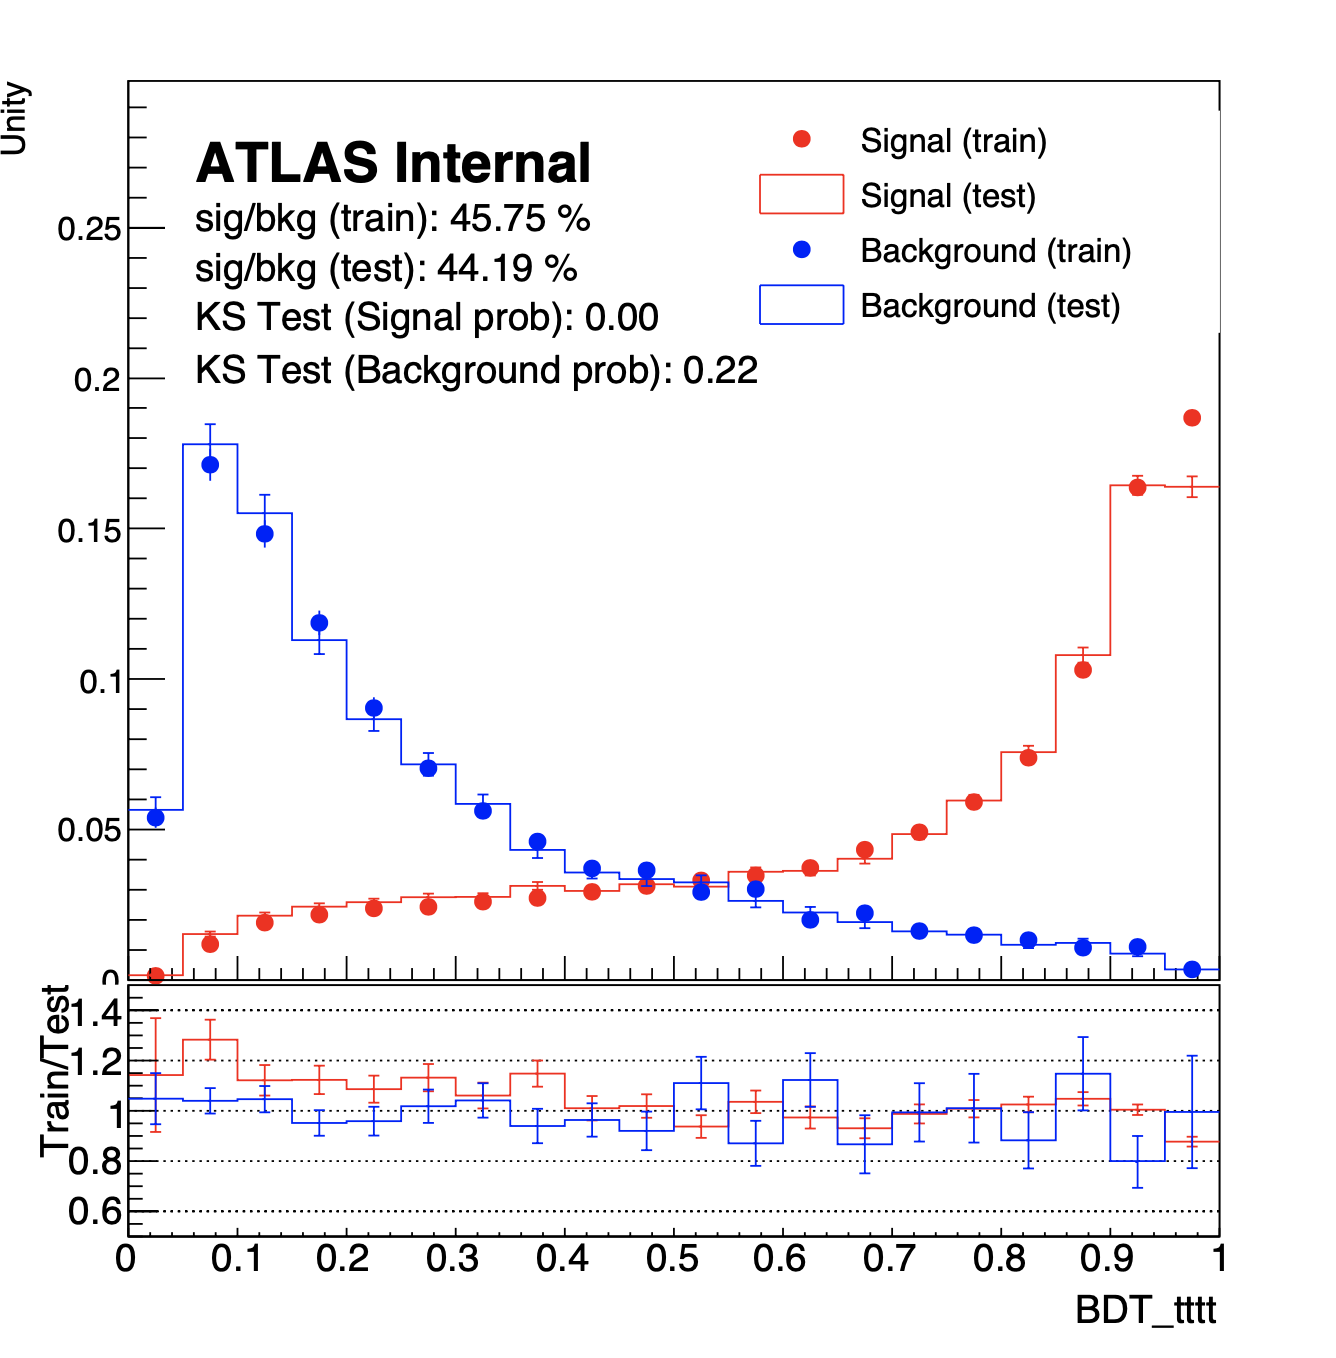 Unity
ATLAS Internal
sig/bkg (train): 45.75 %
sig/bkg (test): 44.19 %
KS Test (Signal prob): 0.00
KS Test (Background prob): 0.22
Signal (train)
Signal (test)
Background (train)
Background (test)
0.25
0.2
0.15
0.1
0.05
0
Train/Test
1.4
1.2
1
0.8
0.6
0 0.1 0.2 0.3 0.4 0.5 0.6 0.7 0.8 0.9 1
BDT_tttt